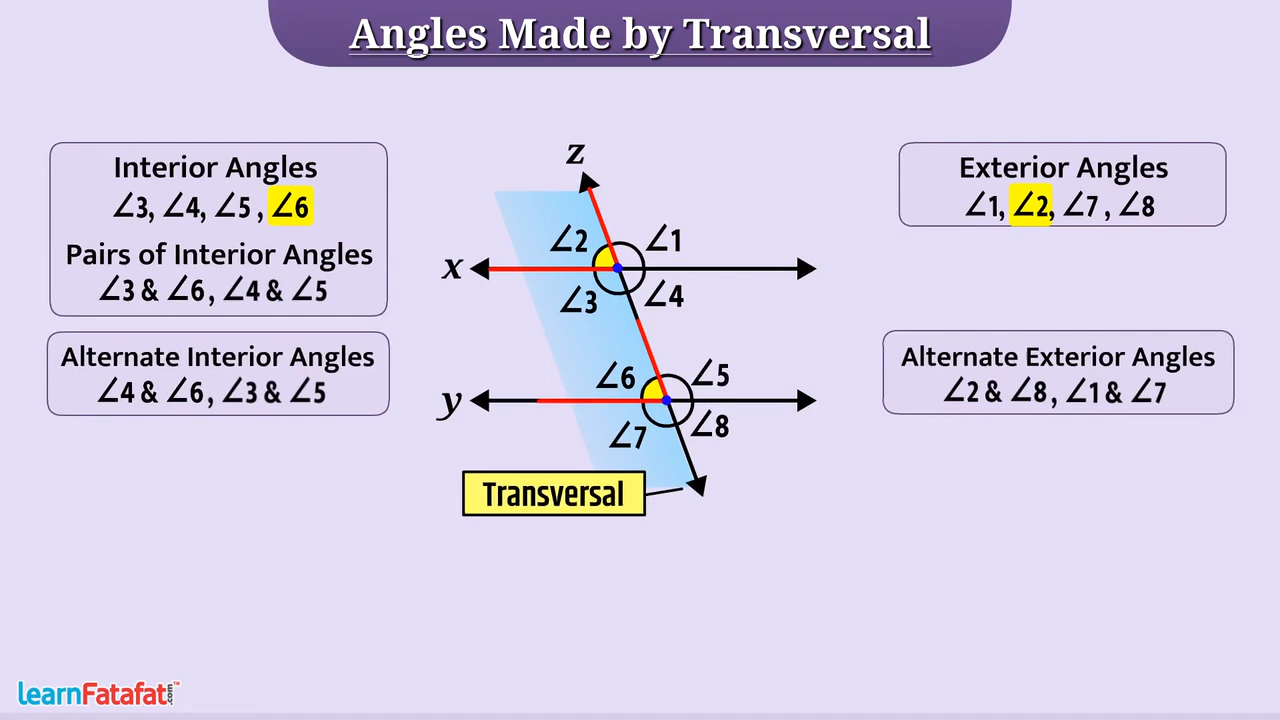 Angles Made by Transversal
Interior Angles
∠3, ∠4, ∠5 , ∠6
Pairs of Interior Angles
∠3 & ∠6 , ∠4 & ∠5
Alternate Interior Angles
∠4 & ∠6 , ∠3 & ∠5
z
∠2 ∠1
x
∠3 ∠4
∠6 ∠5
y
∠7 ∠8
Transversal
Exterior Angles
∠1, ∠2, ∠7 , ∠8
Alternate Exterior Angles
∠2 & ∠8 , ∠1 & ∠7
learnFatafat.com™